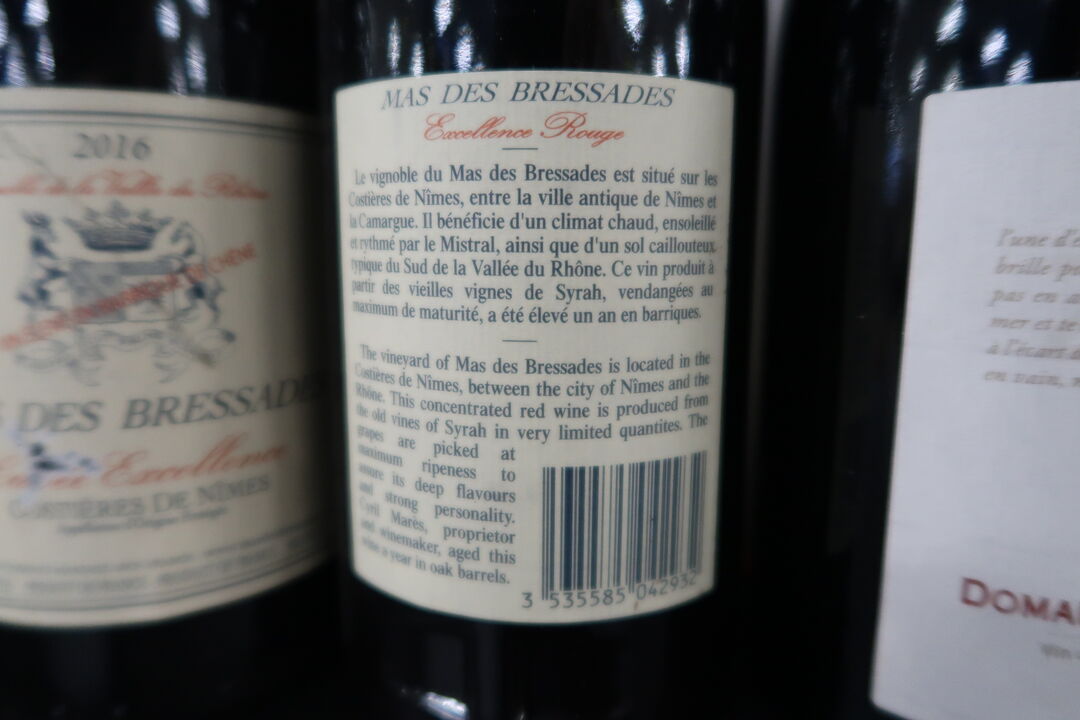 2016
DES BRESSADES
Excellence
COSTIÈRES DE NÎMES
MAS DES BRESSADES
Excellence Rouge
Le vignoble du Mas des Bressades est situé sur les
Costières de Nîmes, entre la ville antique de Nîmes et
la Camargue. Il bénéficie d'un climat chaud, ensoleillé
et rythmé par le Mistral, ainsi que d'un sol caillouteux
typique du Sud de la Vallée du Rhône. Ce vin produit à
partir des vieilles vignes de Syrah, vendangées au
maximum de maturité, a été élevé un an en barriques.
The vineyard of Mas des Bressades is located in the
Costières de Nîmes, between the city of Nîmes and the
Rhône. This concentrated red wine is produced from
the old vines of Syrah in very limited quantites. The
grapes are picked at
maximum ripeness to
assure its deep flavours
and strong personality.
Cyril Marès, proprietor
and winemaker, aged this
wine a year in oak barrels.
3 535585 042932
l'une d'e
brille po
pas en a
mer et te
à l'écart d
en vain, n
DOMA
Vin